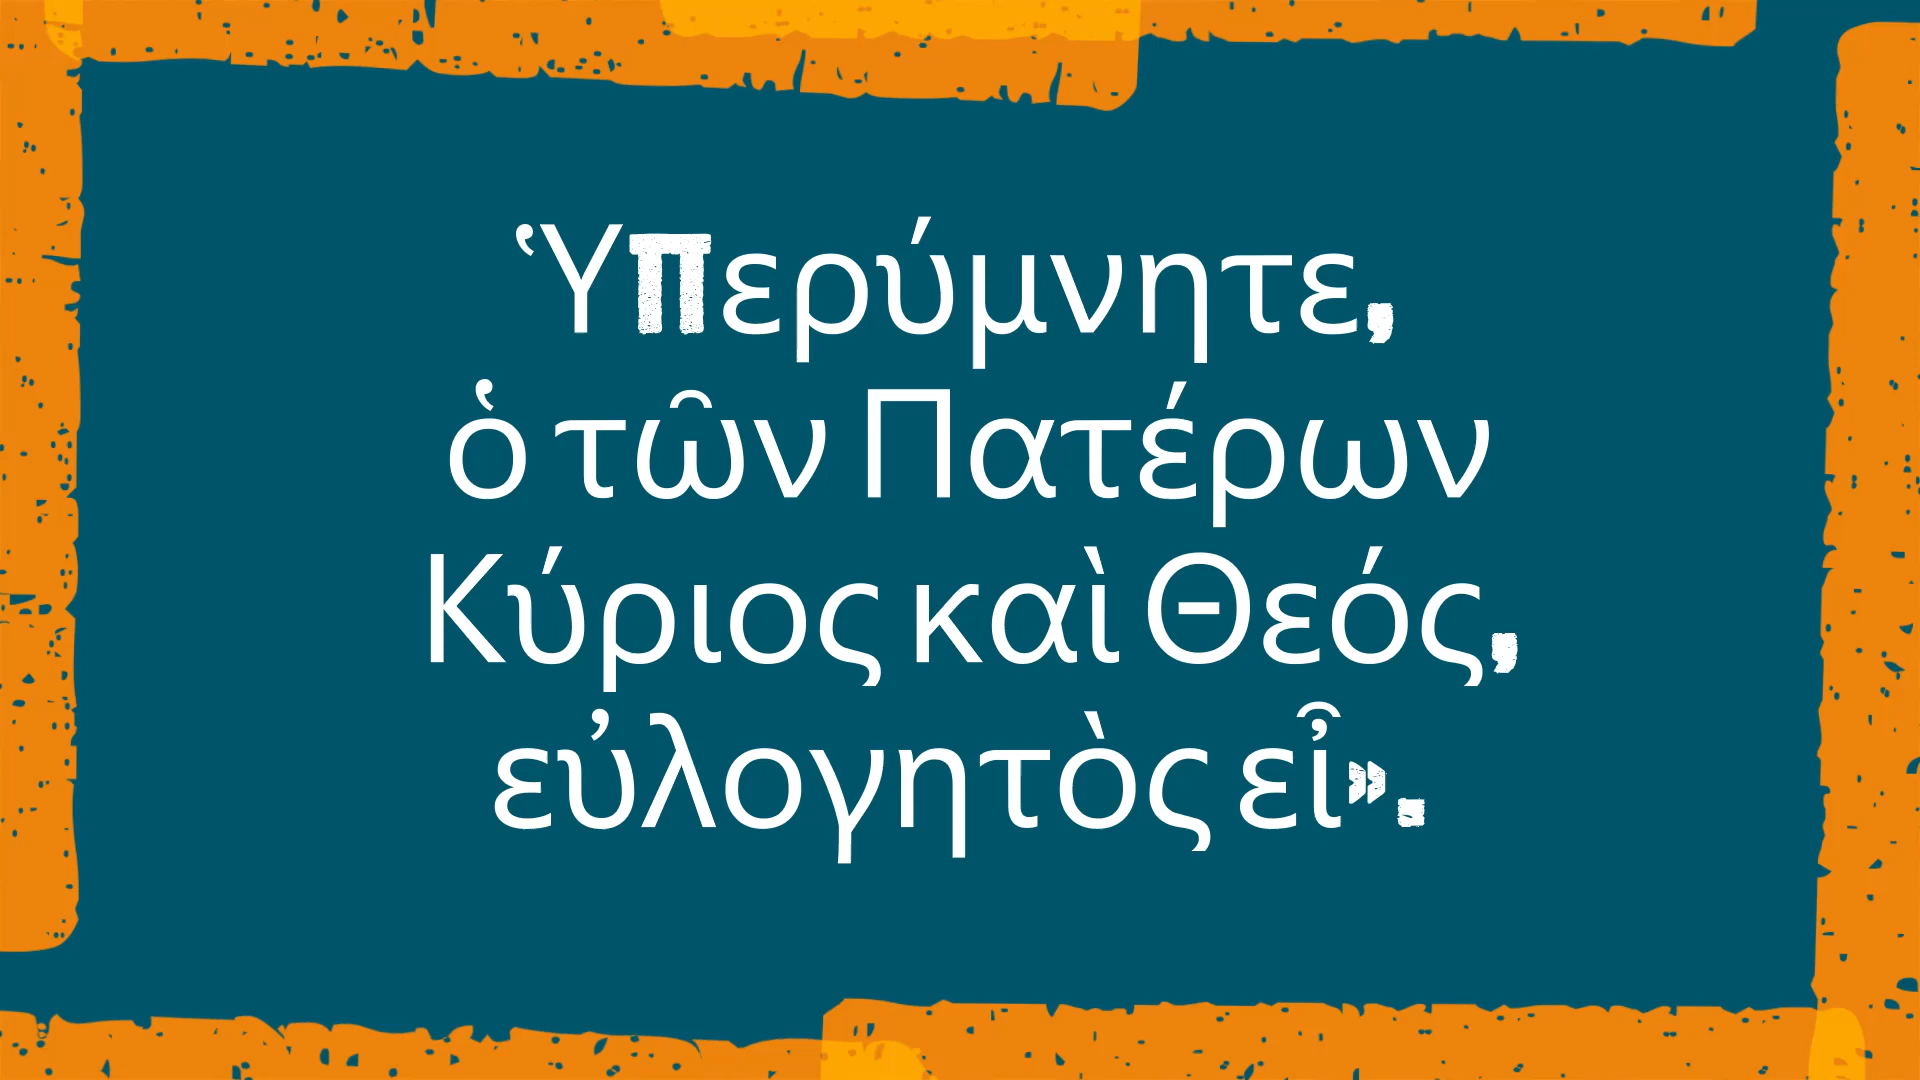 Ὑπερύμνητε,
ὁ τῶν Πατέρων
Κύριος καὶ Θεός,
εὐλογητὸς εἶ».